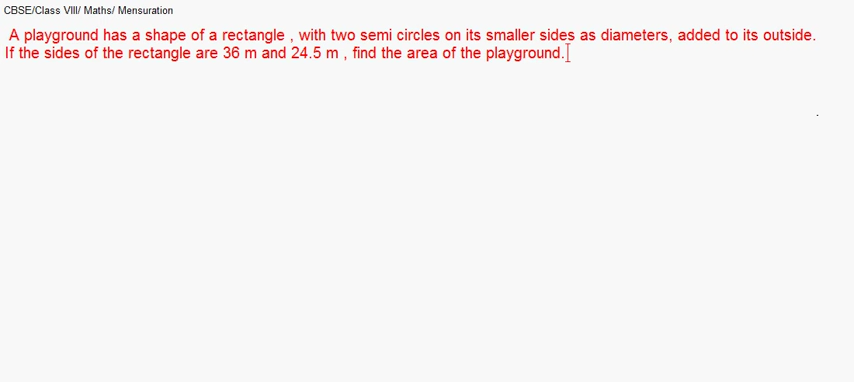 CBSE/Class VIII/ Maths/ Mensuration
A playground has a shape of a rectangle , with two semi circles on its smaller sides as diameters, added to its outside.
If the sides of the rectangle are 36 m and 24.5 m , find the area of the playground.